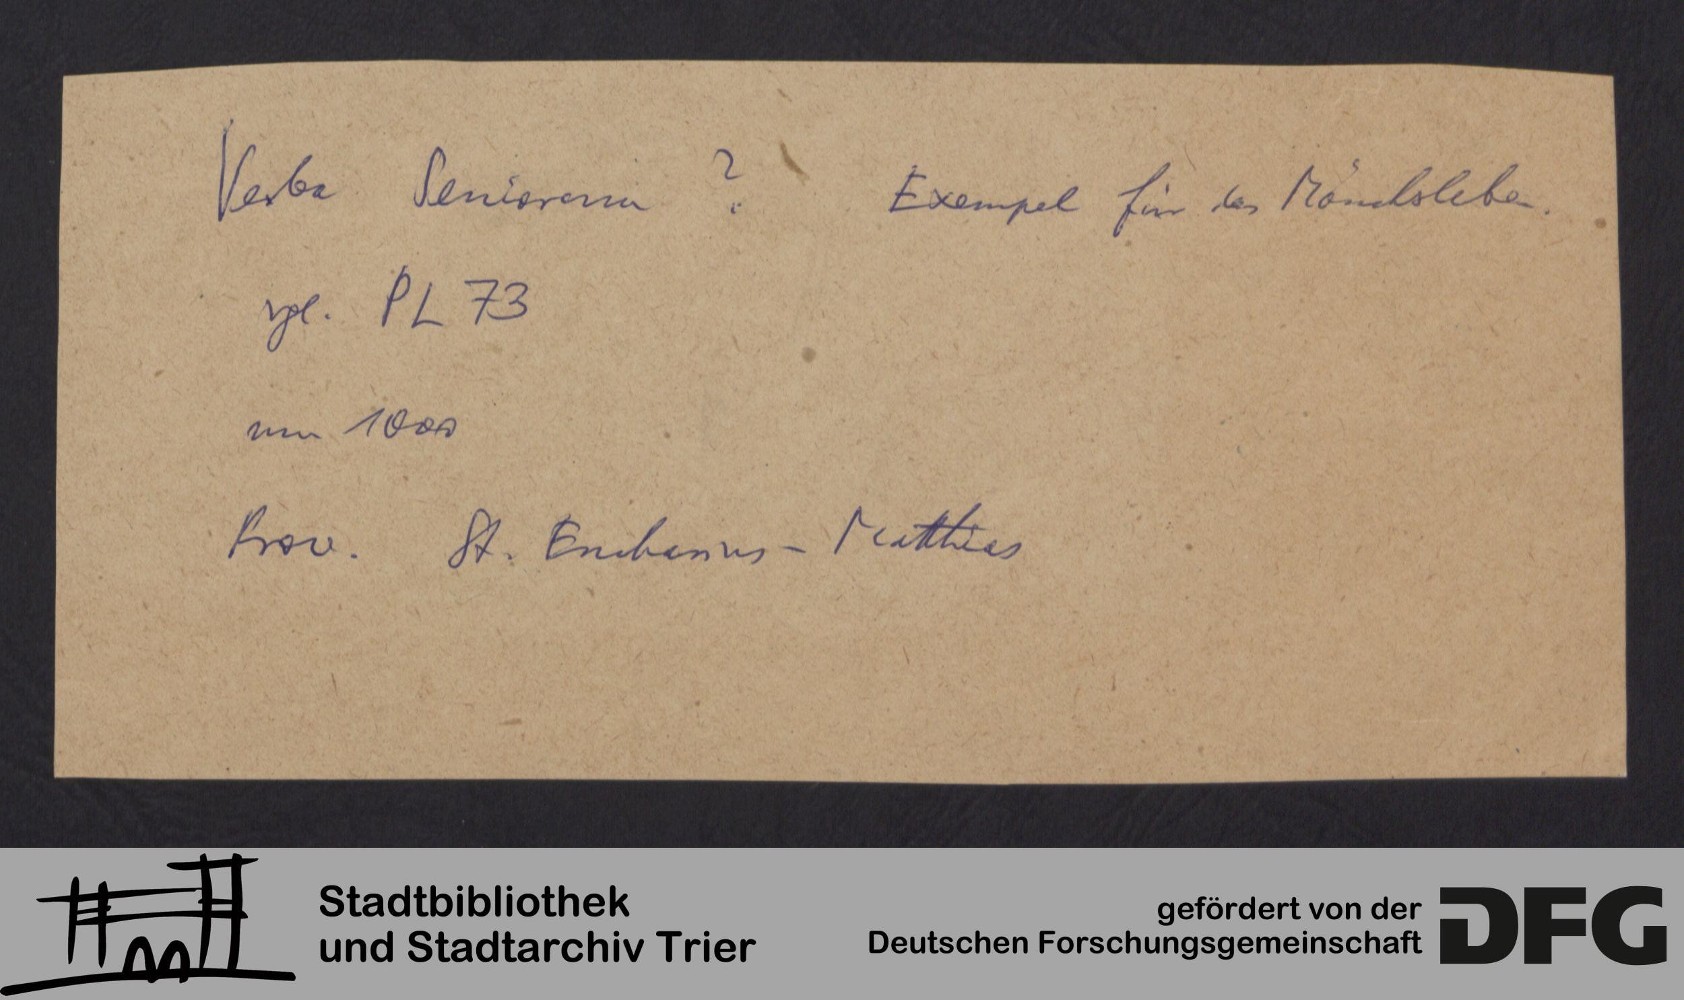 Verba Seniorum ? Exempel für das Mönchsleben.
vgl. PL 73
um 1000
Prov. St. Eucharius - Matthias
Stadtbibliothek
und Stadtarchiv Trier
gefördert von der
Deutschen Forschungsgemeinschaft
DFG